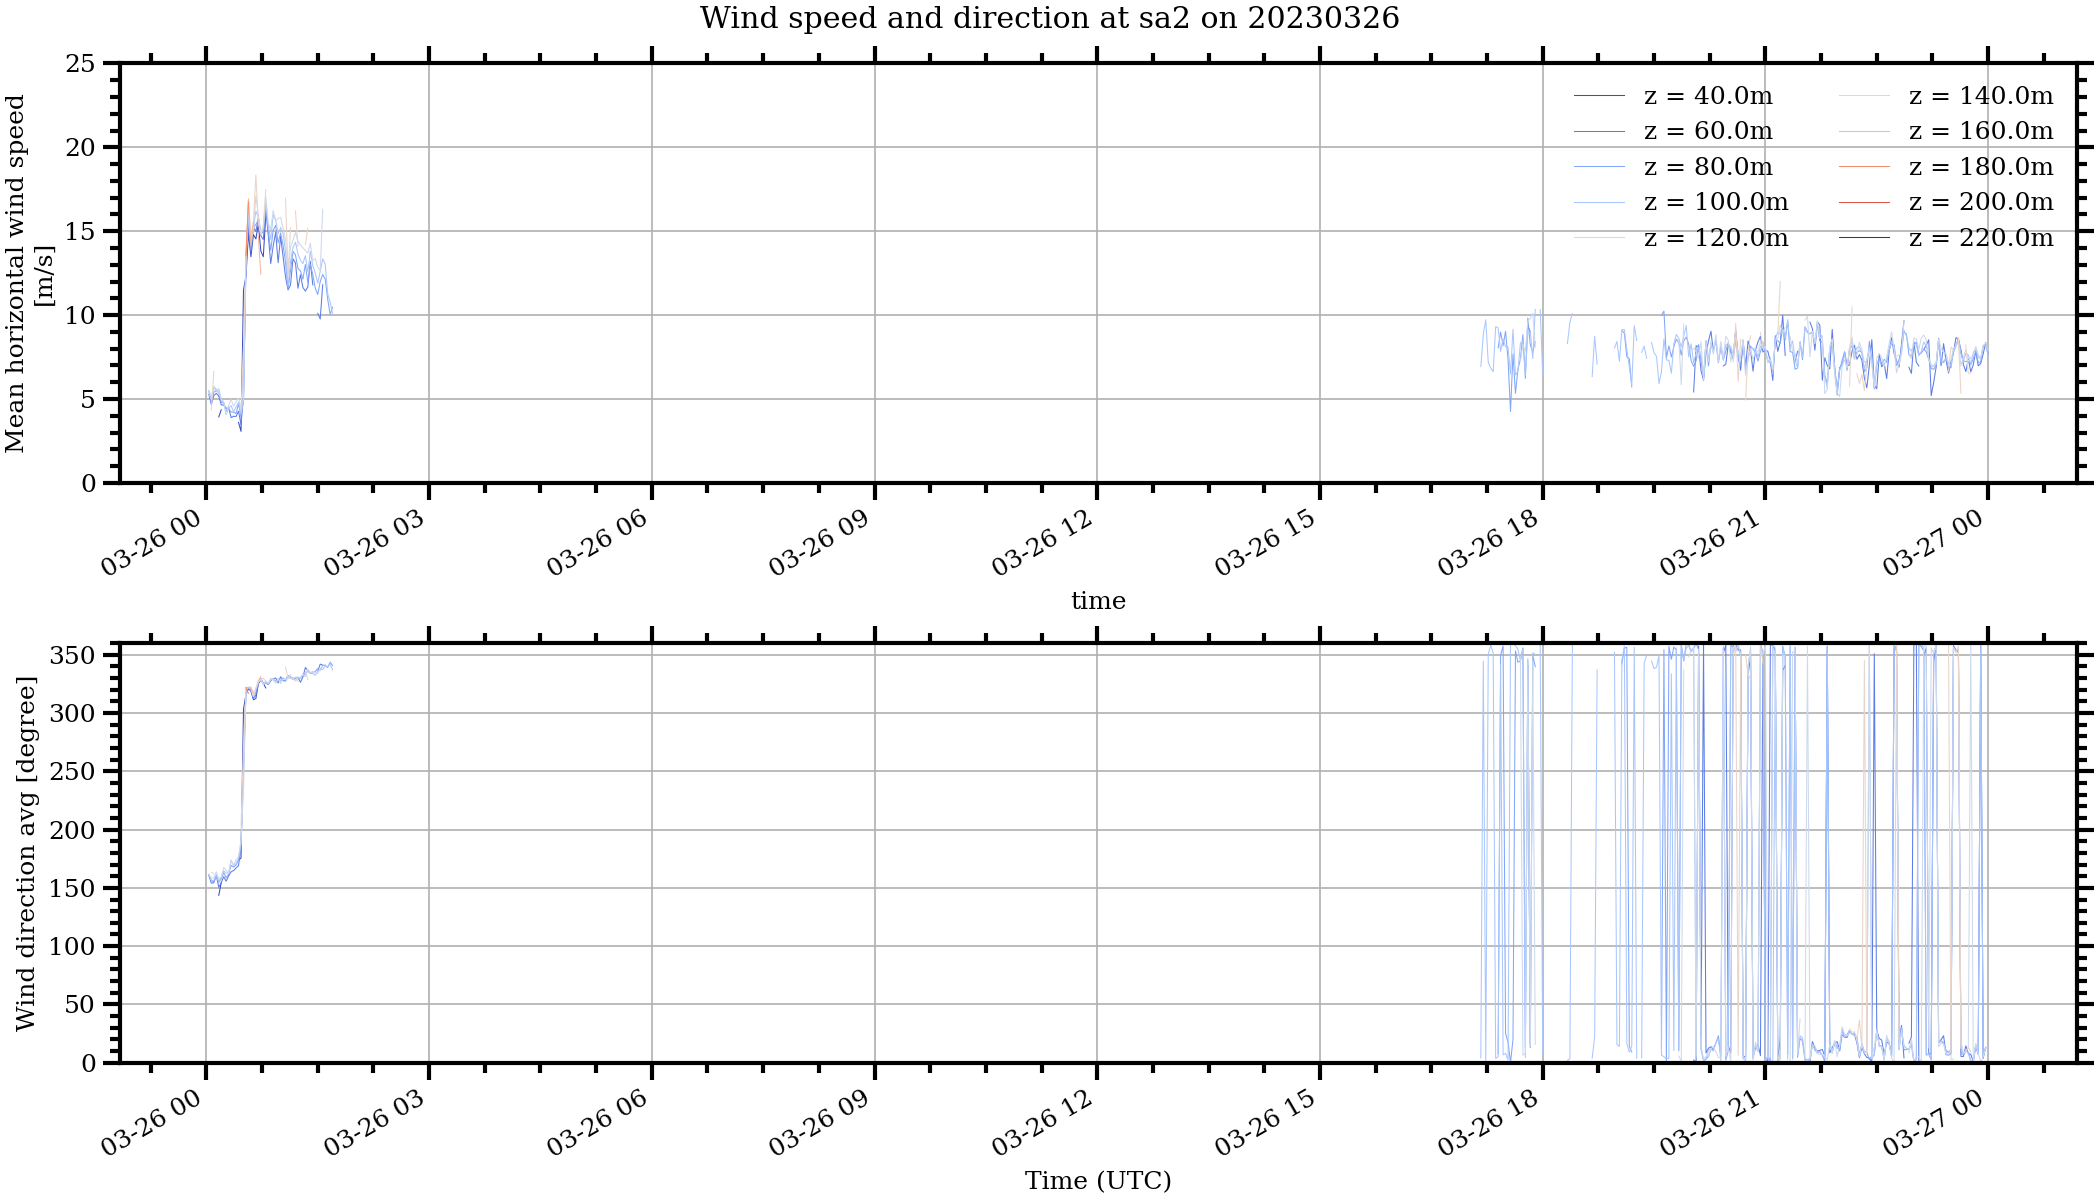 Wind speed and direction at sa2 on 20230326
Mean horizontal wind speed
[m/s]
25
20
15
10
5
0
z = 40.0m
z = 60.0m
z = 80.0m
z = 100.0m
z = 120.0m
z = 140.0m
z = 160.0m
z = 180.0m
z = 200.0m
z = 220.0m
03-26 00
03-26 03
03-26 06
03-26 09
03-26 12
03-26 15
03-26 18
03-26 21
03-27 00
time
Wind direction avg [degree]
350
300
250
200
150
100
50
0
03-26 00
03-26 03
03-26 06
03-26 09
03-26 12
03-26 15
03-26 18
03-26 21
03-27 00
Time (UTC)